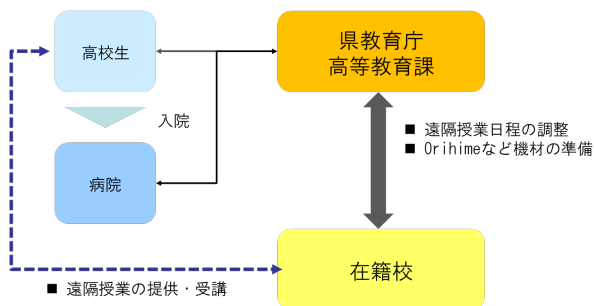 高校生
県教育庁
高等教育課
入院
■ 遠隔授業日程の調整
■ Orihimeなど機材の準備
病院
在籍校
■ 遠隔授業の提供・受講